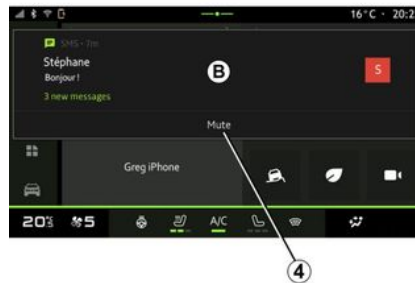 16°C · 20:2
SMS · 7m
Stéphane
Bonjour!
3 new messages
B
S
Mute
Greg iPhone
20°5
5
A/C
4